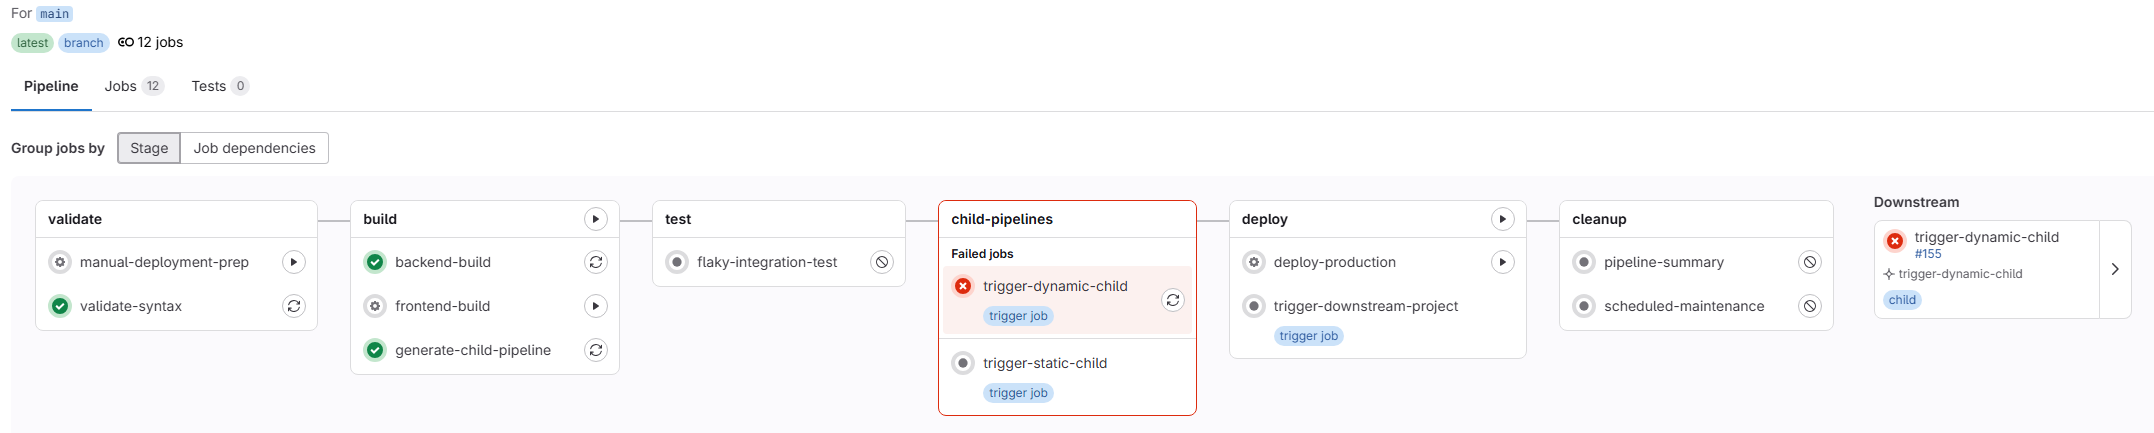 For main
latest branch 12 jobs
Pipeline Jobs 12 Tests 0
Group jobs by Stage Job dependencies
validate
manual-deployment-prep
validate-syntax
build
backend-build
frontend-build
generate-child-pipeline
test
flaky-integration-test
child-pipelines
Failed jobs
trigger-dynamic-child
trigger job
trigger-static-child
trigger job
deploy
deploy-production
trigger-downstream-project
trigger job
cleanup
pipeline-summary
scheduled-maintenance
Downstream
trigger-dynamic-child
#155
trigger-dynamic-child
child